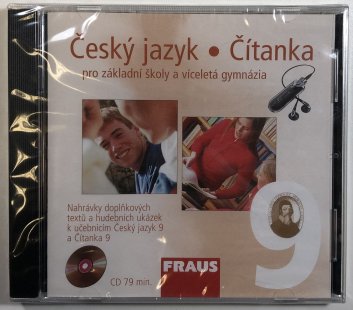 Český jazyk • Čítanka
pro základní školy a víceletá gymnázia
Nahrávky doplňkových
textů a hudebních ukázek
k učebnicím Český jazyk 9
a Čítanka 9
CD 79 min.
FRAUS
9